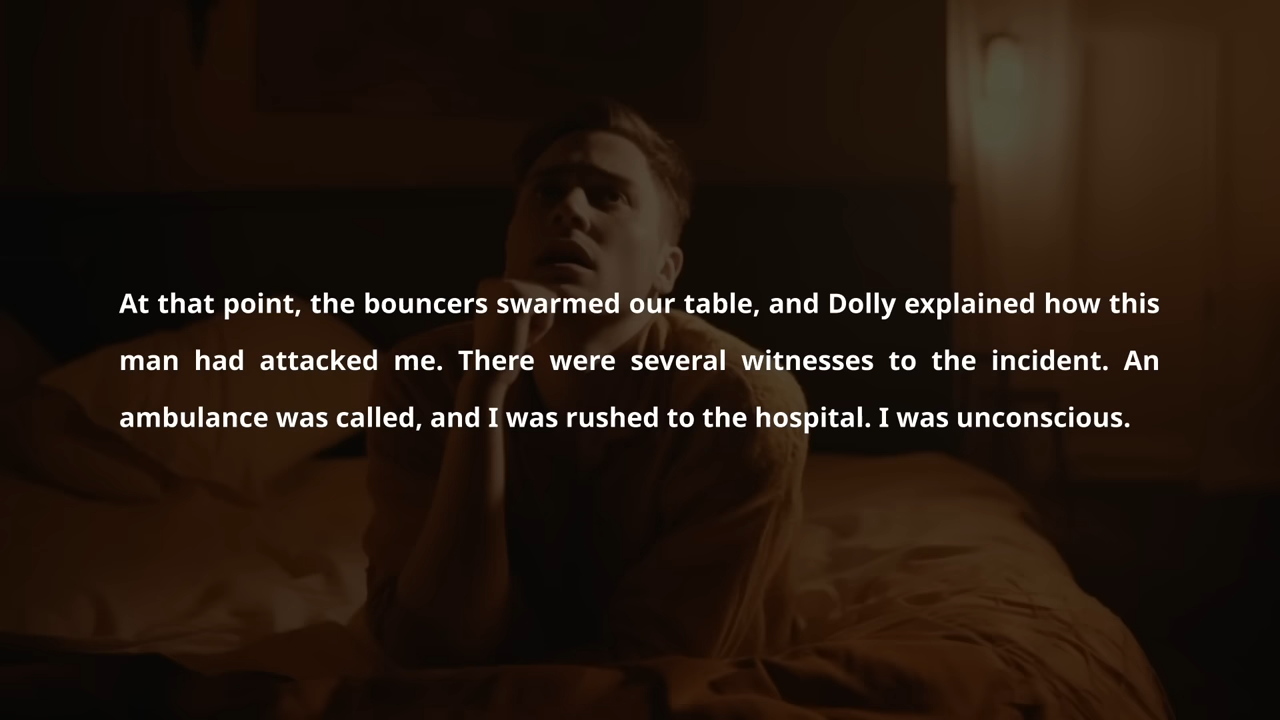 At that point, the bouncers swarmed our table, and Dolly explained how this
man had attacked me. There were several witnesses to the incident. An
ambulance was called, and I was rushed to the hospital. I was unconscious.